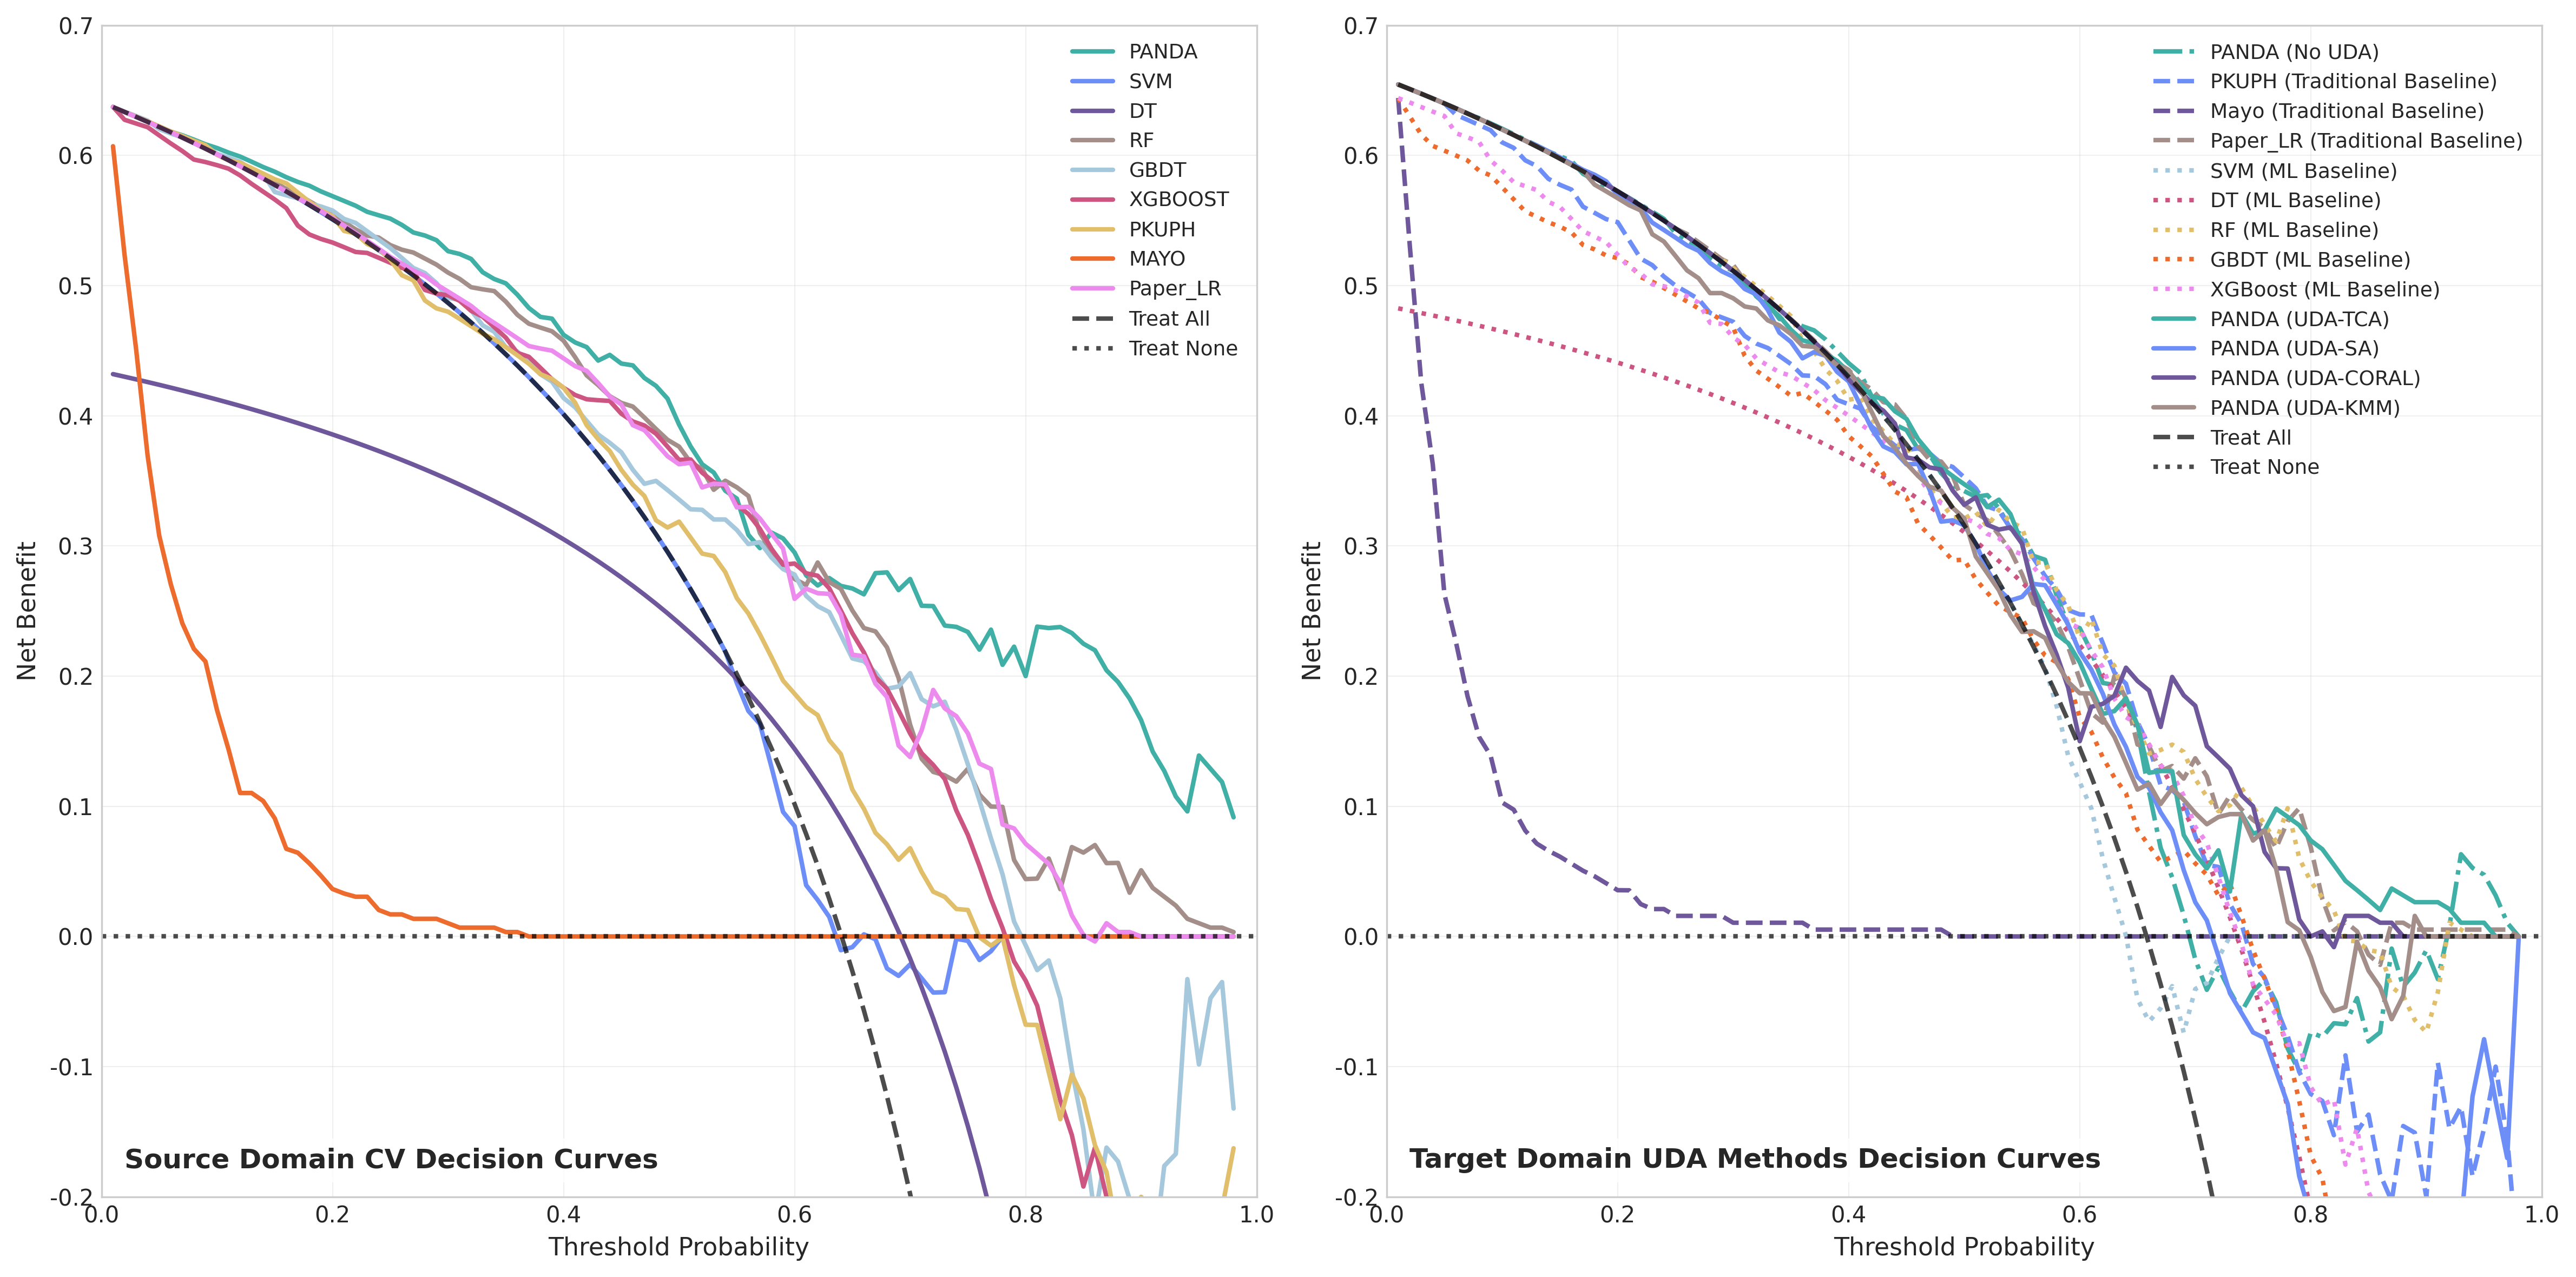 0.7
0.6
0.5
0.4
0.3
0.2
0.1
0.0
-0.1
-0.2
Net Benefit
PANDA
SVM
DT
RF
GBDT
XGBOOST
PKUPH
MAYO
Paper_LR
Treat All
Treat None
Source Domain CV Decision Curves
0.0 0.2 0.4 0.6 0.8 1.0
Threshold Probability
0.7
0.6
0.5
0.4
0.3
0.2
0.1
0.0
-0.1
-0.2
Net Benefit
PANDA (No UDA)
PKUPH (Traditional Baseline)
Mayo (Traditional Baseline)
Paper_LR (Traditional Baseline)
SVM (ML Baseline)
DT (ML Baseline)
RF (ML Baseline)
GBDT (ML Baseline)
XGBoost (ML Baseline)
PANDA (UDA-TCA)
PANDA (UDA-SA)
PANDA (UDA-CORAL)
PANDA (UDA-KMM)
Treat All
Treat None
Target Domain UDA Methods Decision Curves
0.0 0.2 0.4 0.6 0.8 1.0
Threshold Probability